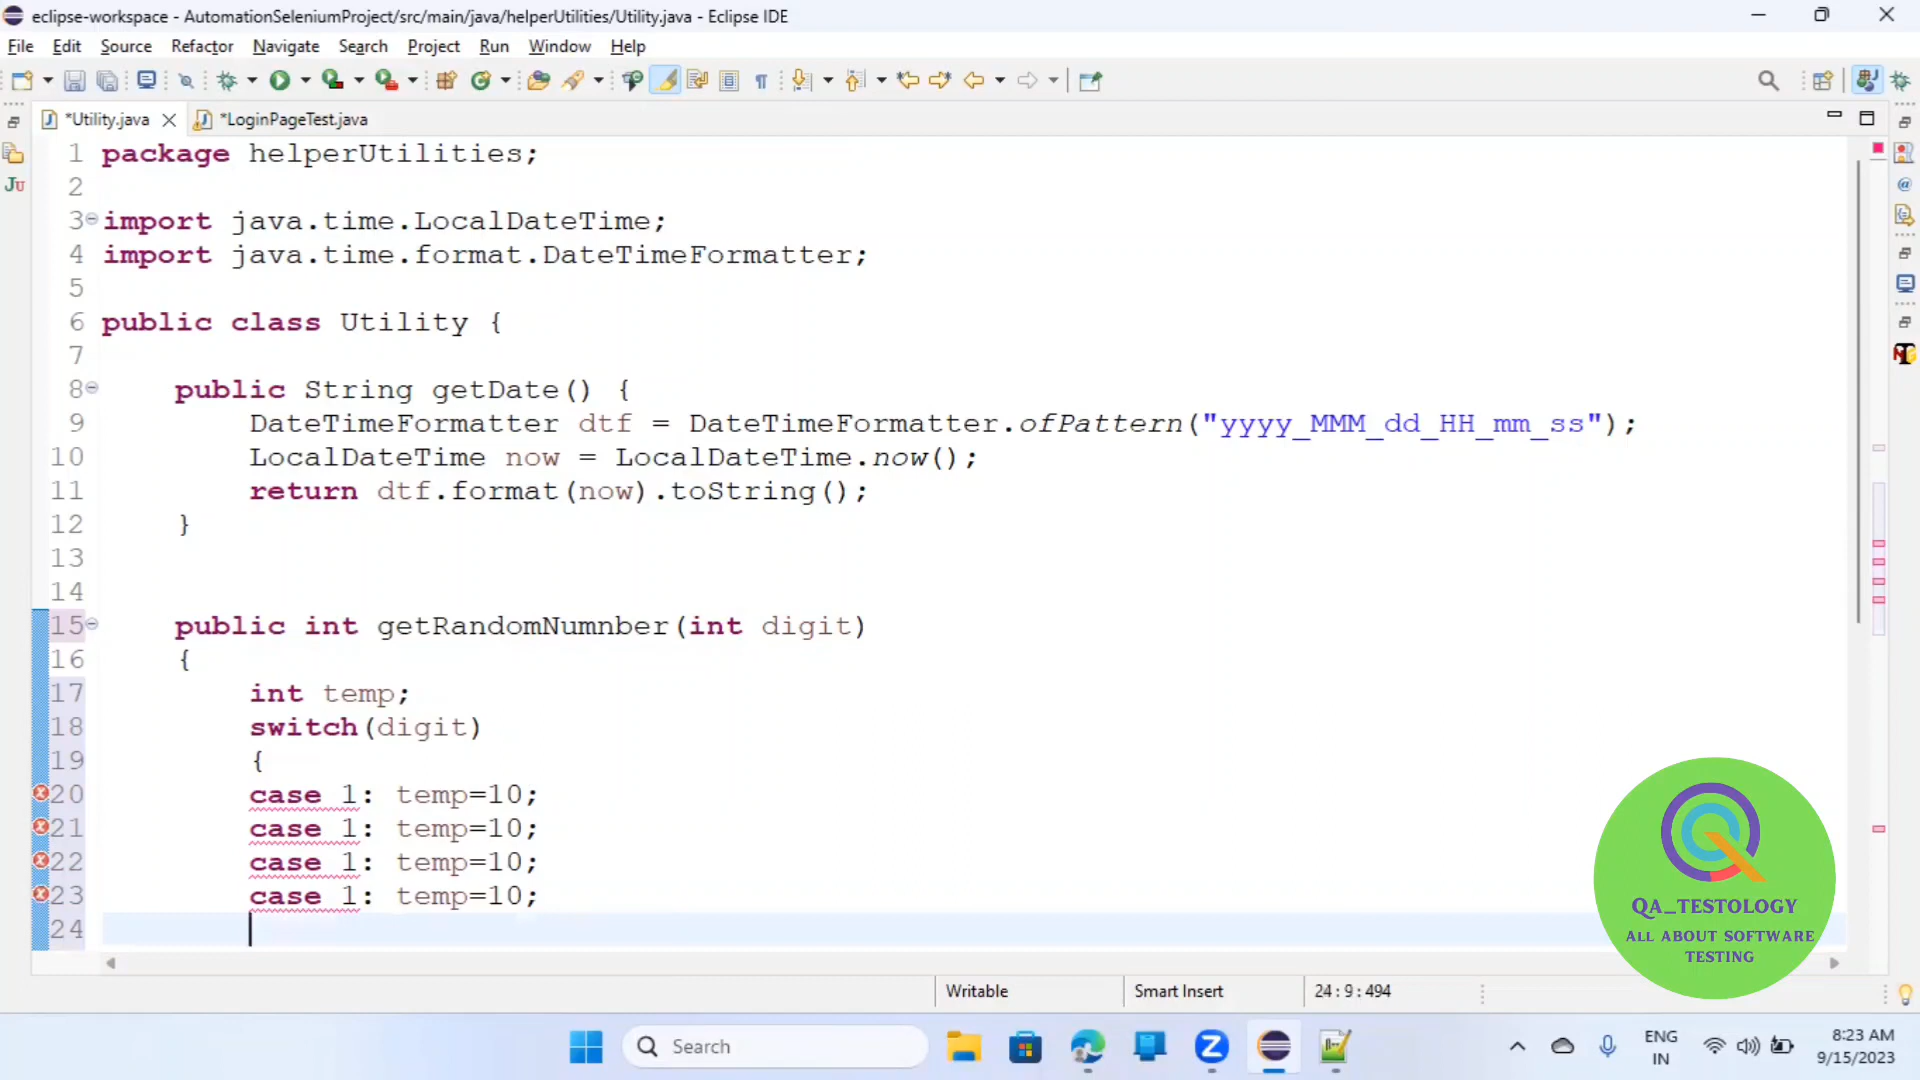 eclipse-workspace - AutomationSeleniumProject/src/main/java/helperUtilities/Utility.java - Eclipse IDE
File Edit Source Refactor Navigate Search Project Run Window Help
*Utility.java *LoginPageTest.java
1 package helperUtilities;
2
3 import java.time.LocalDateTime;
4 import java.time.format.DateTimeFormatter;
5
6 public class Utility {
7
8 public String getDate() {
9 DateTimeFormatter dtf = DateTimeFormatter.ofPattern("yyyy_MMM_dd_HH_mm_ss");
10 LocalDateTime now = LocalDateTime.now();
11 return dtf.format(now).toString();
12 }
13
14
15 public int getRandomNumnber(int digit)
16 {
17 int temp;
18 switch(digit)
19 {
20 case 1: temp=10;
21 case 1: temp=10;
22 case 1: temp=10;
23 case 1: temp=10;
24
QA_TESTOLOGY
ALL ABOUT SOFTWARE
TESTING
Writable Smart Insert 24 : 9 : 494
Search
ENG
IN
8:23 AM
9/15/2023